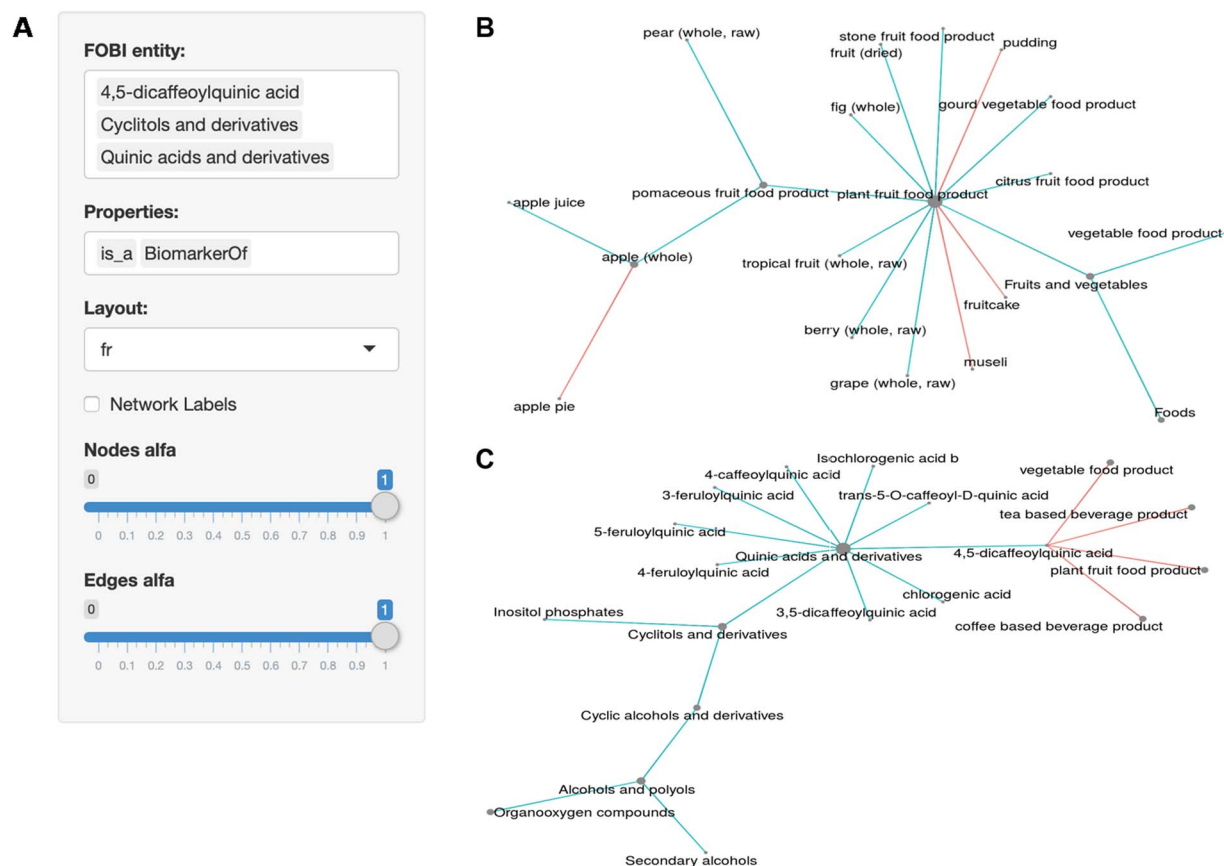 A
FOBI entity:
4,5-dicaffeoylquinic acid
Cyclitols and derivatives
Quinic acids and derivatives
Properties:
is_a BiomarkerOf
Layout:
fr
Network Labels
Nodes alfa
0 1
0 0.1 0.2 0.3 0.4 0.5 0.6 0.7 0.8 0.9 1
Edges alfa
0 1
0 0.1 0.2 0.3 0.4 0.5 0.6 0.7 0.8 0.9 1
B
pear (whole, raw)
stone fruit food product
pudding
fruit (dried)
fig (whole)
gourd vegetable food product
citrus fruit food product
pomaceous fruit food product
plant fruit food product
apple juice
vegetable food product
apple (whole)
tropical fruit (whole, raw)
Fruits and vegetables
fruitcake
berry (whole, raw)
museli
grape (whole, raw)
apple pie
Foods
C
Isochlorogenic acid b
4-caffeoylquinic acid
vegetable food product
3-feruloylquinic acid
trans-5-O-caffeoyl-D-quinic acid
tea based beverage product
5-feruloylquinic acid
Quinic acids and derivatives
4,5-dicaffeoylquinic acid
4-feruloylquinic acid
plant fruit food product
chlorogenic acid
Inositol phosphates
3,5-dicaffeoylquinic acid
coffee based beverage product
Cyclitols and derivatives
Cyclic alcohols and derivatives
Alcohols and polyols
Organooxygen compounds
Secondary alcohols